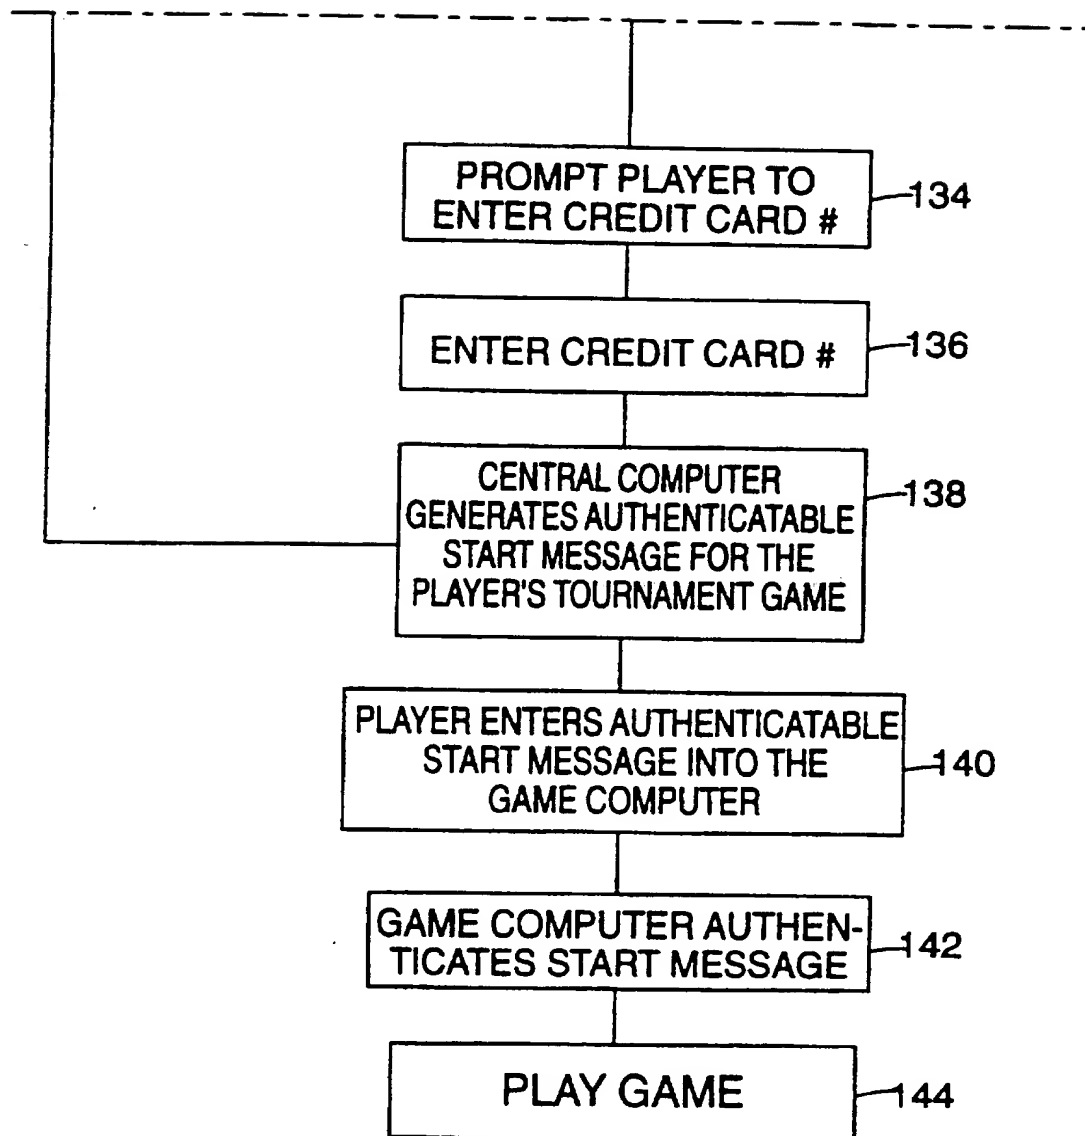 PROMPT PLAYER TO
ENTER CREDIT CARD #
134
ENTER CREDIT CARD #
136
CENTRAL COMPUTER
GENERATES AUTHENTICATABLE
START MESSAGE FOR THE
PLAYER'S TOURNAMENT GAME
138
PLAYER ENTERS AUTHENTICATABLE
START MESSAGE INTO THE
GAME COMPUTER
140
GAME COMPUTER AUTHEN-
TICATES START MESSAGE
142
PLAY GAME
144